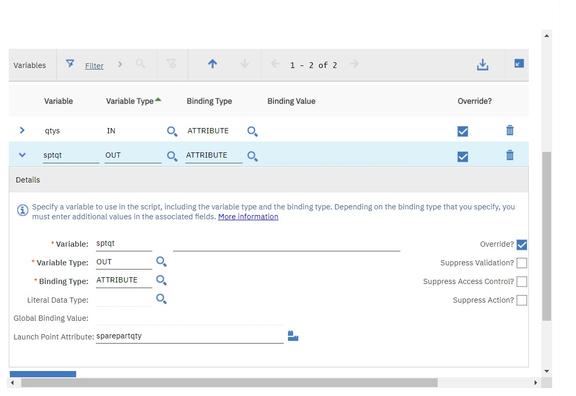 Variables Filter 1 - 2 of 2
Variable Variable Type Binding Type Binding Value Override?
qtys IN ATTRIBUTE
sptqt OUT ATTRIBUTE
Details
Specify a variable to use in the script, including the variable type and the binding type. Depending on the binding type that you specify, you
must enter additional values in the associated fields. More information
* Variable: sptqt Override?
* Variable Type: OUT Suppress Validation?
* Binding Type: ATTRIBUTE Suppress Access Control?
Literal Data Type: Suppress Action?
Global Binding Value:
Launch Point Attribute: sparepartqty